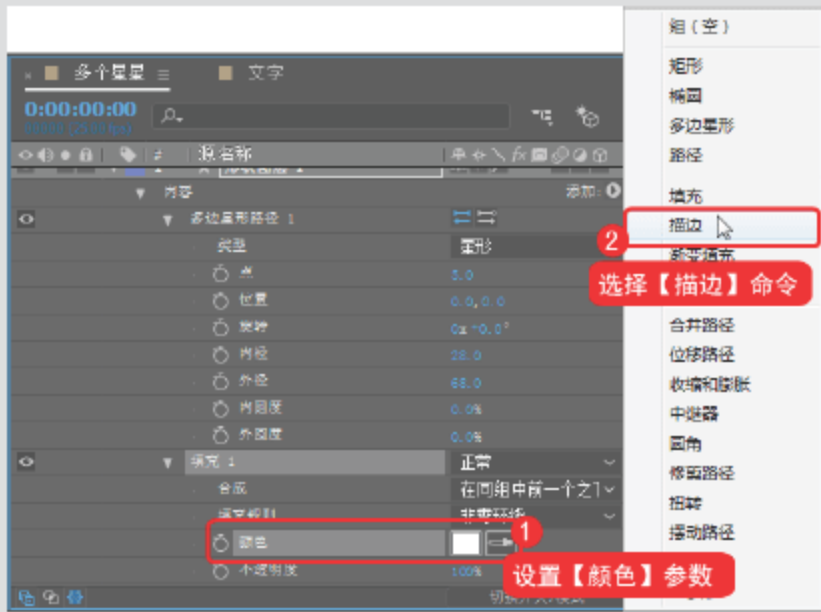 组（空）
矩形
椭圆
多边星形
路径
填充
描边
渐变填充
2
选择【描边】命令
合并路径
位移路径
收缩和膨胀
中继器
圆角
修剪路径
扭转
摆动路径
多个星星
文字
0:00:00:00
源名称
内容
添加:
多边星形路径 1
类型 星形
点 5.0
位置 0.0,0.0
旋转 0x+0.0°
内径 28.0
外径 68.0
内圆度 0.0%
外圆度 0.0%
填充 1 正常
合成 在同组中前一个之下
填充规则 非零环绕
颜色
1
不透明度 100%
设置【颜色】参数
切换开关/模式